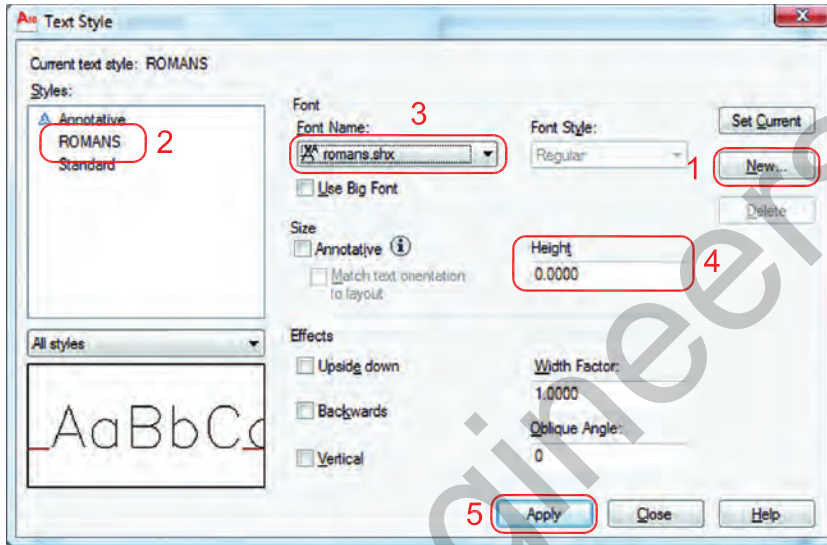 Text Style
Current text style: ROMANS
Styles:
Annotative
ROMANS
2
Standard
All styles
AaBbCc
Font
Font Name:
3
romans.shx
Use Big Font
Font Style:
Regular
Size
Annotative
Match text orientation
to layout
Height
0.0000
4
Effects
Upside down
Backwards
Vertical
Width Factor:
1.0000
Oblique Angle:
0
Set Current
1
New...
Delete
5
Apply
Close
Help